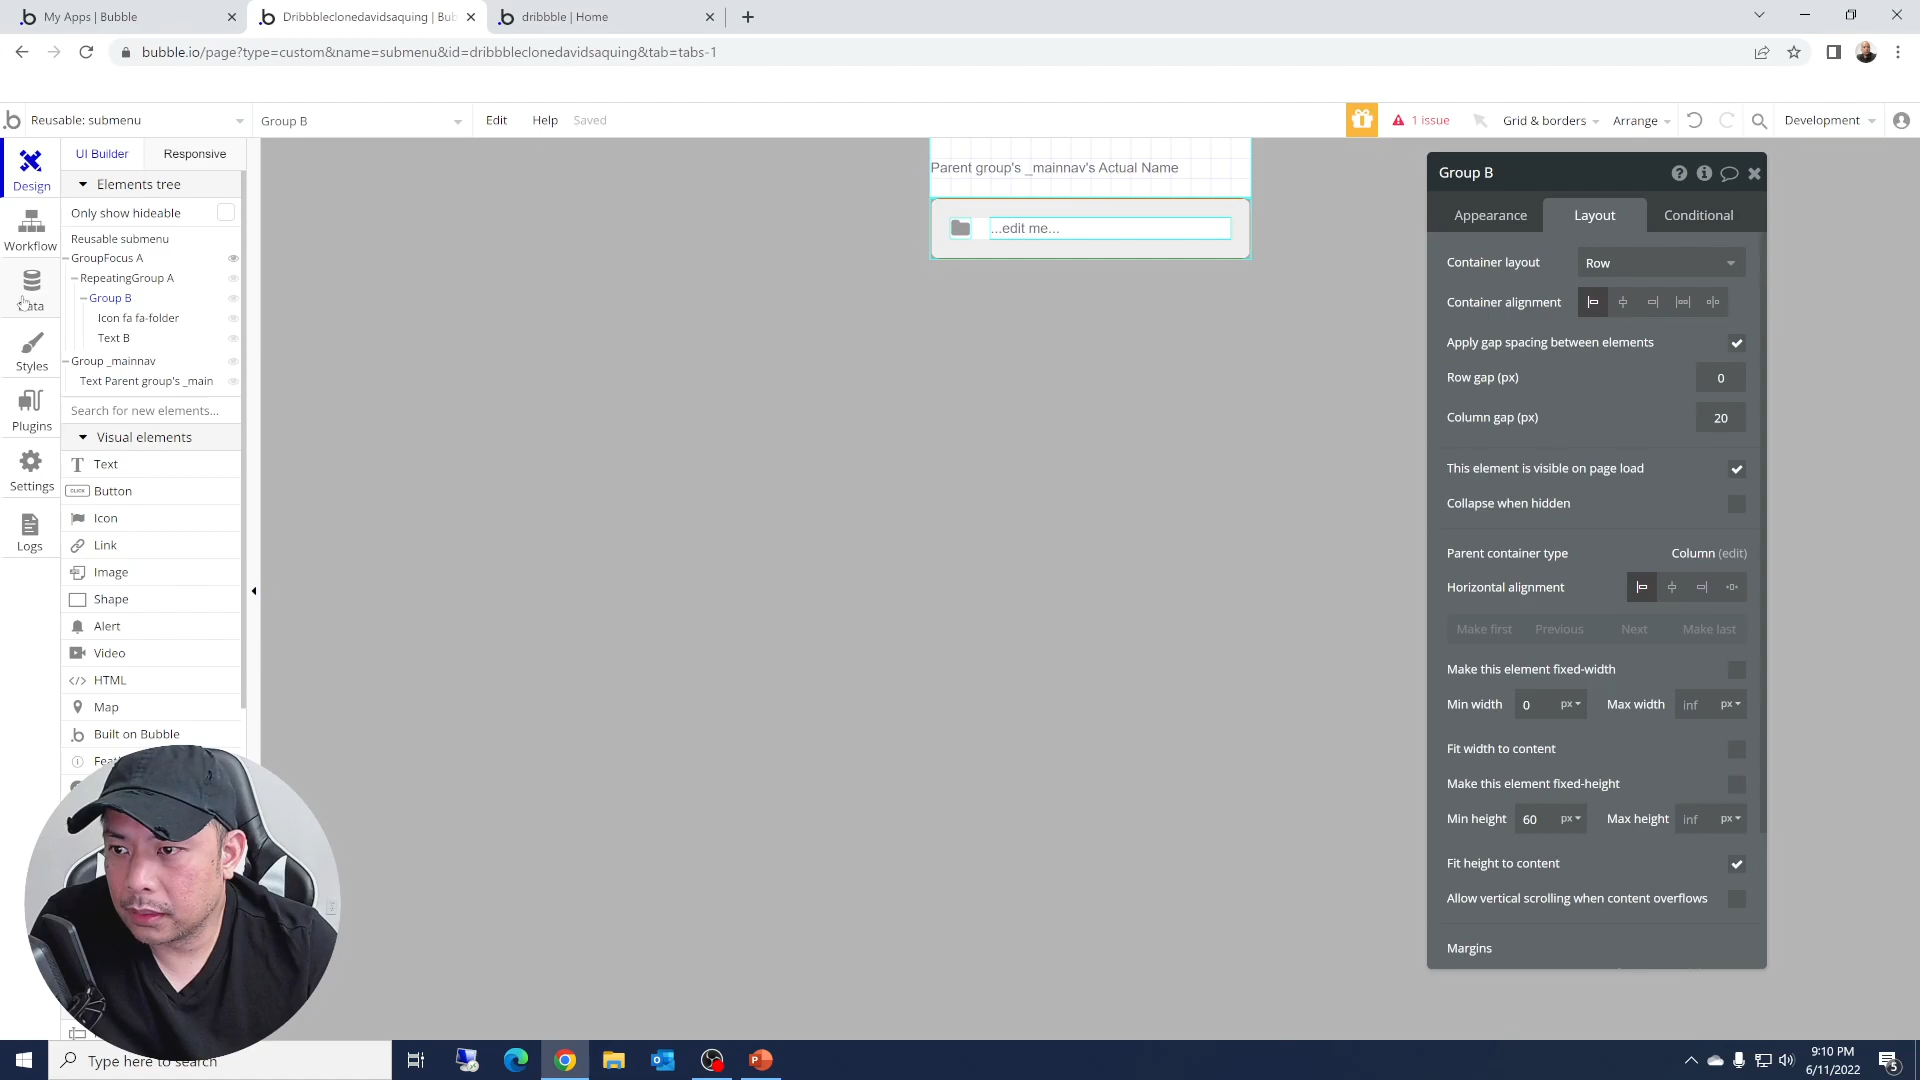 My Apps | Bubble
Dribbbleclonedavidsaquing | Bub
dribbble | Home
bubble.io/page?type=custom&name=submenu&id=dribbbleclonedavidsaquing&tab=tabs-1
Reusable: submenu
Group B
Edit
Help
Saved
1 issue
Grid & borders
Arrange
Development
Design
Workflow
Data
Styles
Plugins
Settings
Logs
UI Builder
Responsive
Elements tree
Only show hideable
Reusable submenu
GroupFocus A
RepeatingGroup A
Group B
Icon fa fa-folder
Text B
Group _mainnav
Text Parent group's _main
Search for new elements...
Visual elements
Text
Button
Icon
Link
Image
Shape
Alert
Video
HTML
Map
Built on Bubble
Parent group's _mainnav's Actual Name
...edit me...
Group B
Appearance
Layout
Conditional
Container layout
Row
Container alignment
Apply gap spacing between elements
Row gap (px)
0
Column gap (px)
20
This element is visible on page load
Collapse when hidden
Parent container type
Column (edit)
Horizontal alignment
Make first
Previous
Next
Make last
Make this element fixed-width
Min width
0
px
Max width
inf
px
Fit width to content
Make this element fixed-height
Min height
60
px
Max height
inf
px
Fit height to content
Allow vertical scrolling when content overflows
Margins
Type here to search
9:10 PM
6/11/2022
5